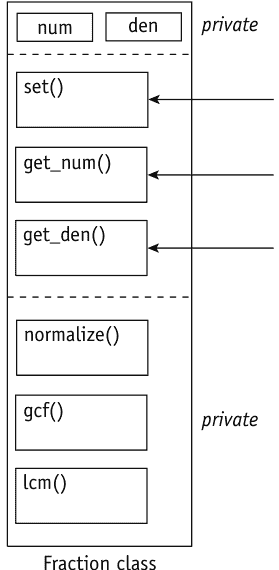 num den private
set()
get_num()
get_den()
normalize()
gcf()
private
lcm()
Fraction class